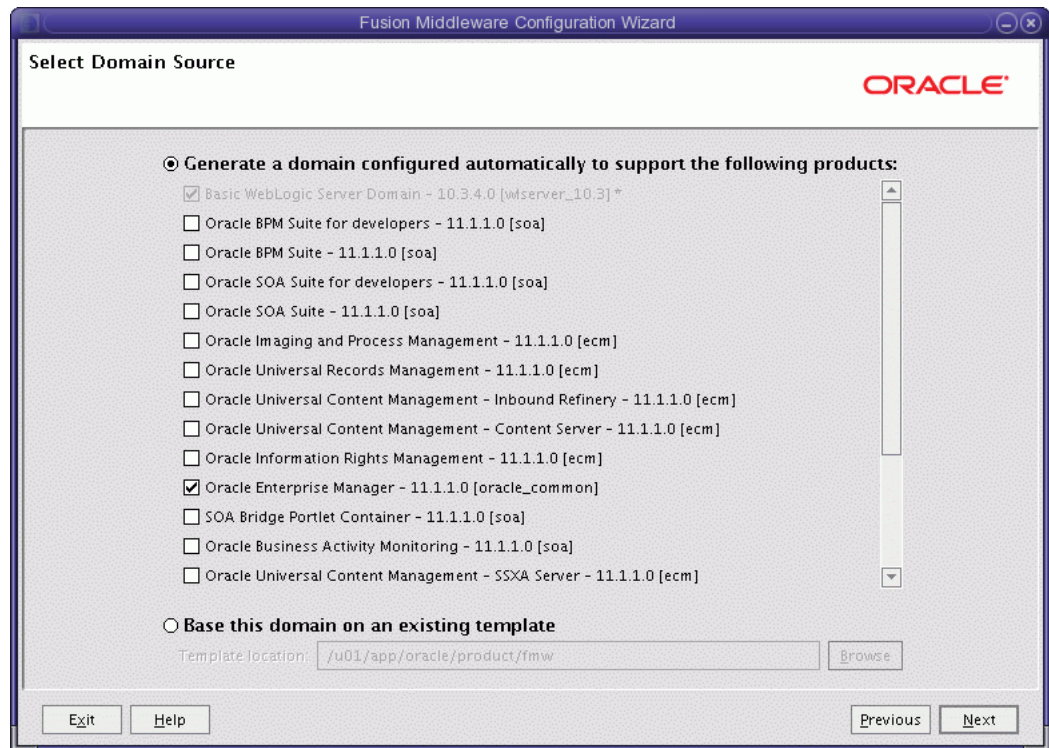 Fusion Middleware Configuration Wizard
Select Domain Source
ORACLE
Generate a domain configured automatically to support the following products:
Basic WebLogic Server Domain - 10.3.4.0 [wlserver_10.3] *
Oracle BPM Suite for developers - 11.1.1.0 [soa]
Oracle BPM Suite - 11.1.1.0 [soa]
Oracle SOA Suite for developers - 11.1.1.0 [soa]
Oracle SOA Suite - 11.1.1.0 [soa]
Oracle Imaging and Process Management - 11.1.1.0 [ecm]
Oracle Universal Records Management - 11.1.1.0 [ecm]
Oracle Universal Content Management - Inbound Refinery - 11.1.1.0 [ecm]
Oracle Universal Content Management - Content Server - 11.1.1.0 [ecm]
Oracle Information Rights Management - 11.1.1.0 [ecm]
Oracle Enterprise Manager - 11.1.1.0 [oracle_common]
SOA Bridge Portlet Container - 11.1.1.0 [soa]
Oracle Business Activity Monitoring - 11.1.1.0 [soa]
Oracle Universal Content Management - SSXA Server - 11.1.1.0 [ecm]
Base this domain on an existing template
Template location: /u01/app/oracle/product/fmw Browse
Exit Help Previous Next